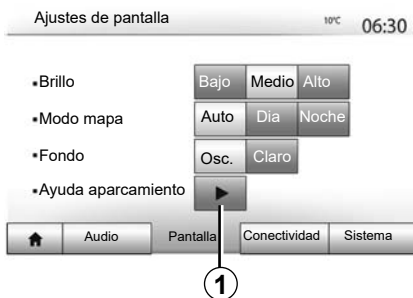 Ajustes de pantalla 10°C 06:30
▪Brillo Bajo Medio Alto
▪Modo mapa Auto Dia Noche
▪Fondo Osc. Claro
▪Ayuda aparcamiento
Audio Pantalla Conectividad Sistema
1